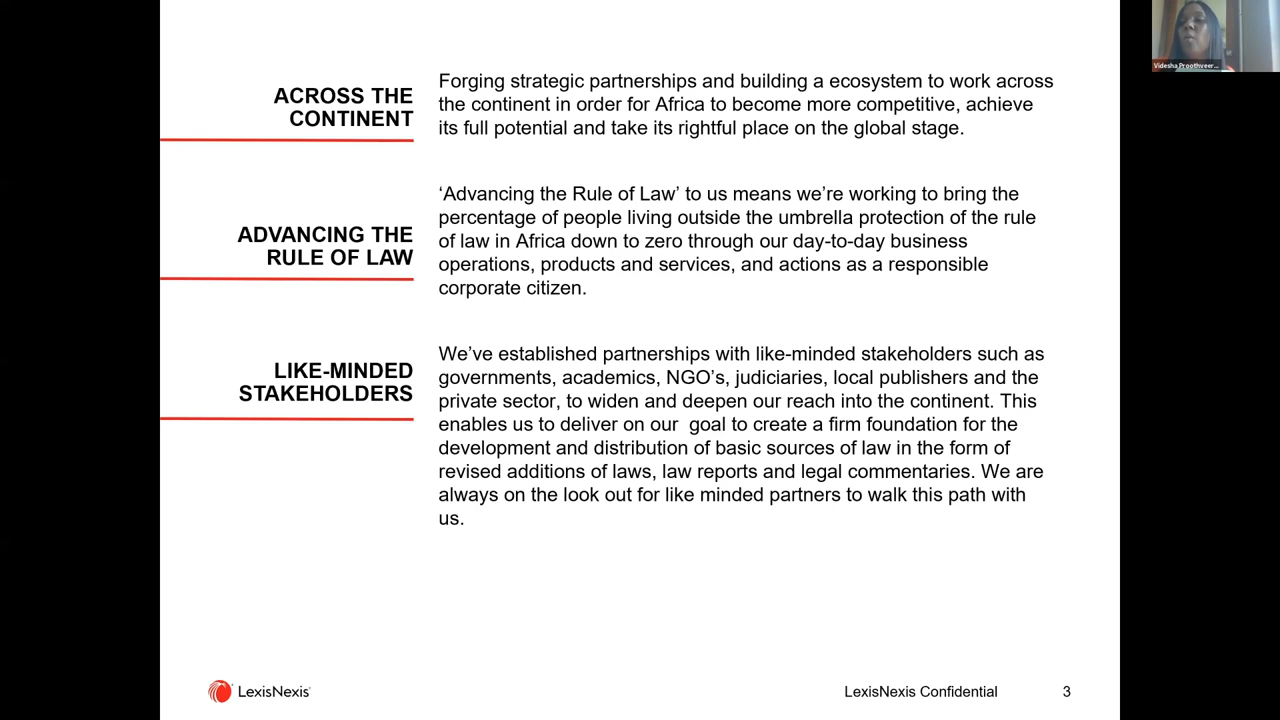 Videsha Proothveer...
ACROSS THE
CONTINENT
Forging strategic partnerships and building a ecosystem to work across
the continent in order for Africa to become more competitive, achieve
its full potential and take its rightful place on the global stage.
ADVANCING THE
RULE OF LAW
‘Advancing the Rule of Law’ to us means we’re working to bring the
percentage of people living outside the umbrella protection of the rule
of law in Africa down to zero through our day-to-day business
operations, products and services, and actions as a responsible
corporate citizen.
LIKE-MINDED
STAKEHOLDERS
We’ve established partnerships with like-minded stakeholders such as
governments, academics, NGO’s, judiciaries, local publishers and the
private sector, to widen and deepen our reach into the continent. This
enables us to deliver on our  goal to create a firm foundation for the
development and distribution of basic sources of law in the form of
revised additions of laws, law reports and legal commentaries. We are
always on the look out for like minded partners to walk this path with
us.
LexisNexis
LexisNexis Confidential
3